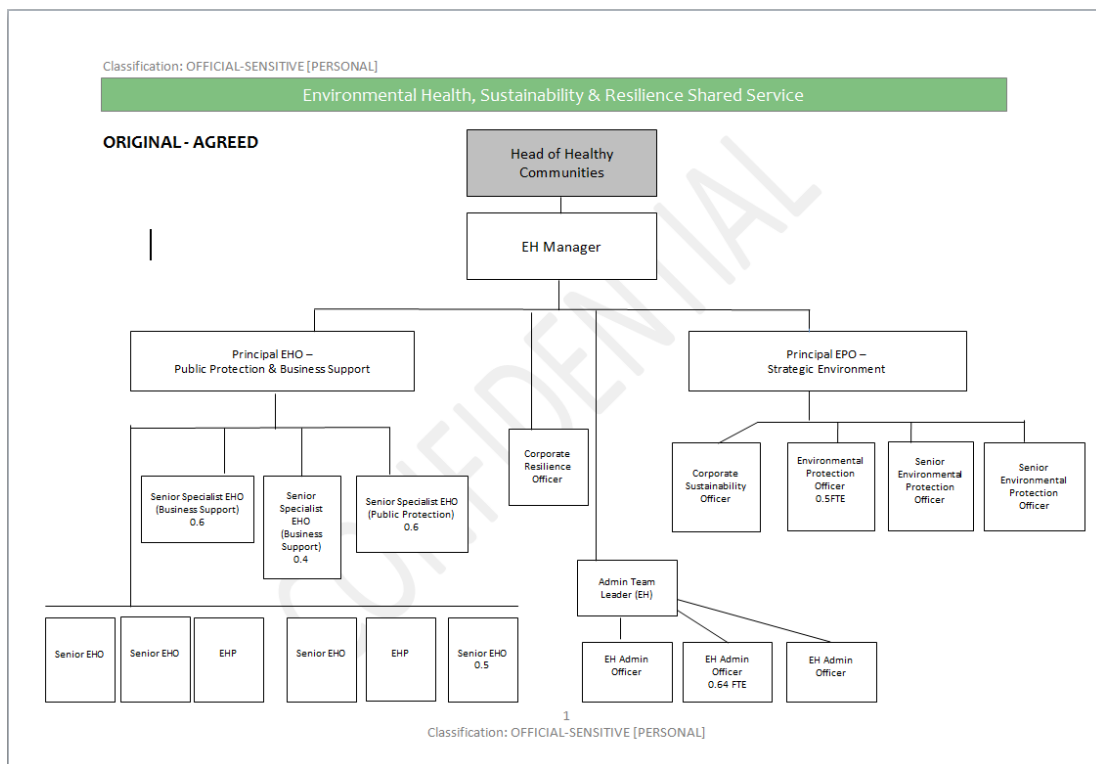 Classification: OFFICIAL-SENSITIVE [PERSONAL]
Environmental Health, Sustainability & Resilience Shared Service
ORIGINAL - AGREED
CONFIDENTIAL
Head of Healthy
Communities
EH Manager
Principal EHO –
Public Protection & Business Support
Principal EPO –
Strategic Environment
Senior Specialist EHO
(Business Support)
0.6
Senior
Specialist
EHO
(Business
Support)
0.4
Senior Specialist EHO
(Public Protection)
0.6
Corporate
Resilience
Officer
Corporate
Sustainability
Officer
Environmental
Protection
Officer
0.5FTE
Senior
Environmental
Protection
Officer
Senior
Environmental
Protection
Officer
Admin Team
Leader (EH)
Senior EHO
Senior EHO
EHP
Senior EHO
EHP
Senior EHO
0.5
EH Admin
Officer
EH Admin
Officer
0.64 FTE
EH Admin
Officer
1
Classification: OFFICIAL-SENSITIVE [PERSONAL]